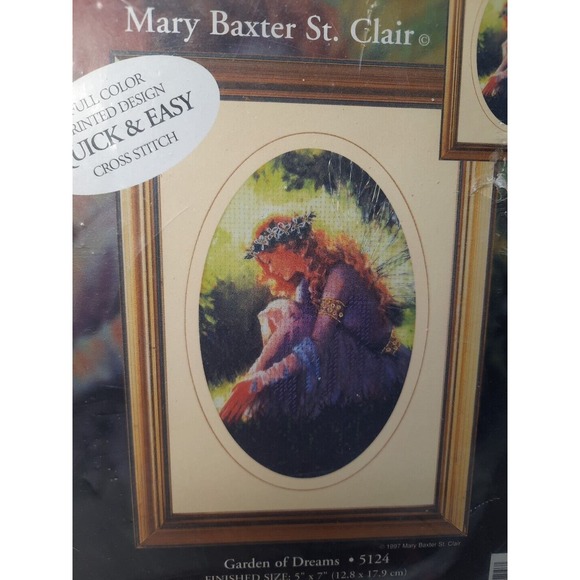 Mary Baxter St. Clair ©
FULL COLOR
PRINTED DESIGN
QUICK & EASY
CROSS STITCH
© 1997 Mary Baxter St. Clair
Garden of Dreams • 5124
FINISHED SIZE: 5" x 7" (12.8 x 17.9 cm)